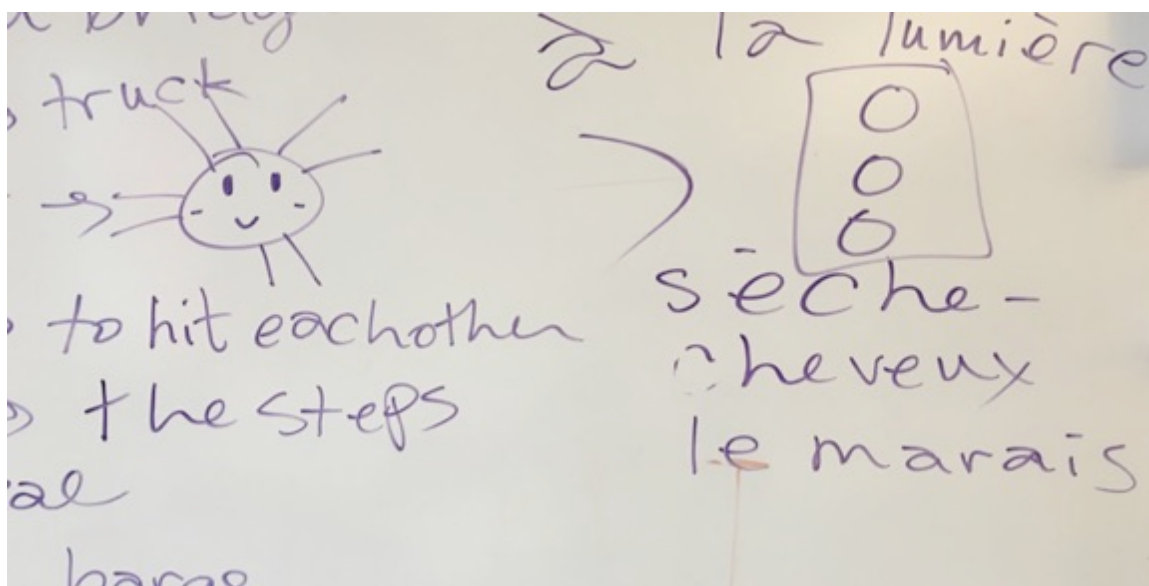 à la lumière
truck
to hit eachother
the steps
sèche-
cheveux
le marais